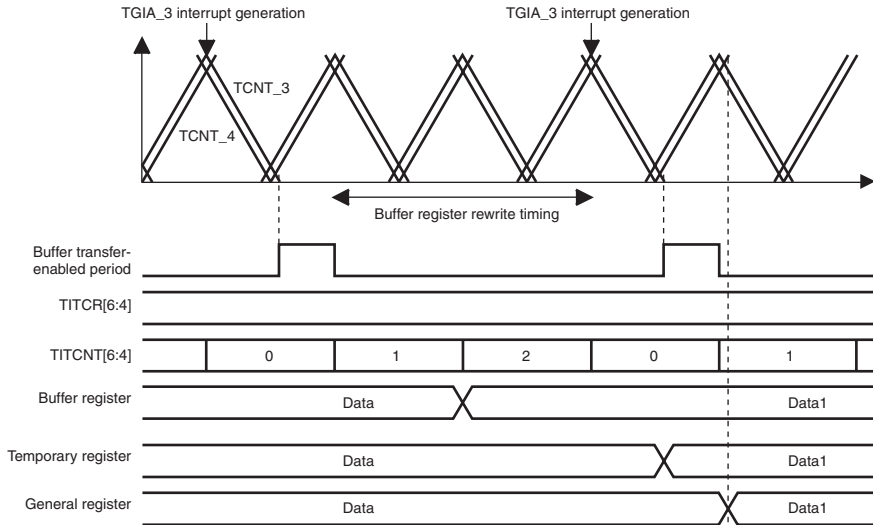 TGIA_3 interrupt generation
TGIA_3 interrupt generation
TCNT_3
TCNT_4
Buffer register rewrite timing
Buffer transfer-
enabled period
TITCR[6:4]
TITCNT[6:4]
0
1
2
0
1
Buffer register
Data
Data1
Temporary register
Data
Data1
General register
Data
Data1